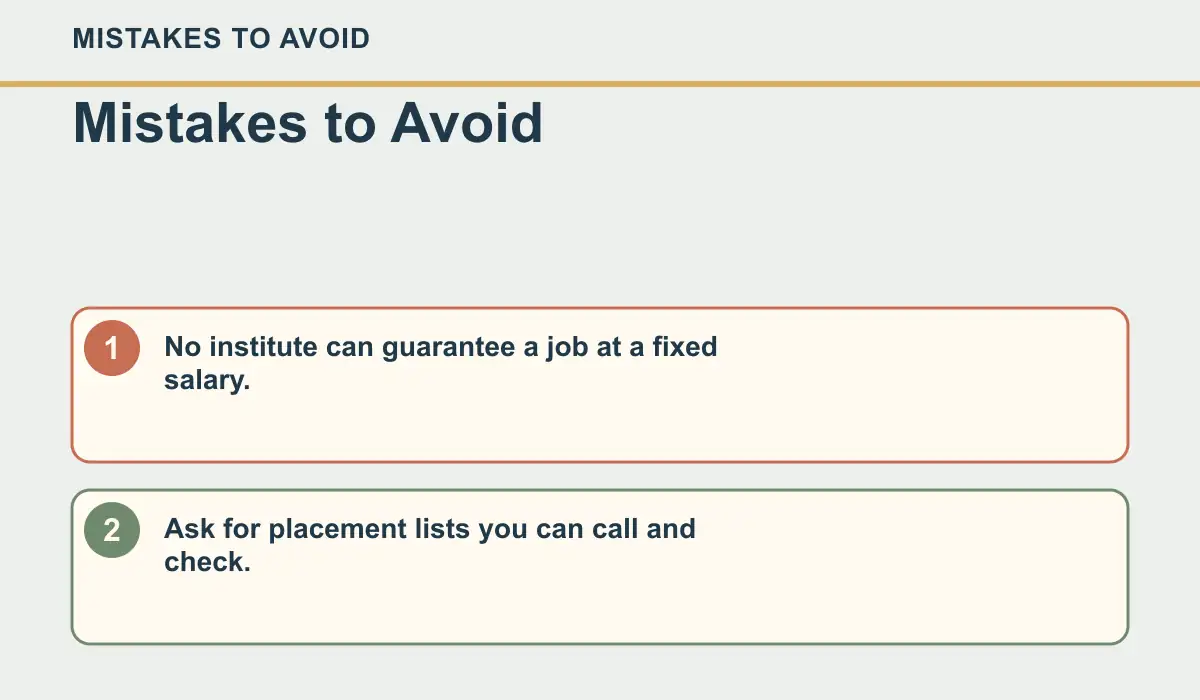 MISTAKES TO AVOID
Mistakes to Avoid
1
No institute can guarantee a job at a fixed
salary.
2
Ask for placement lists you can call and
check.